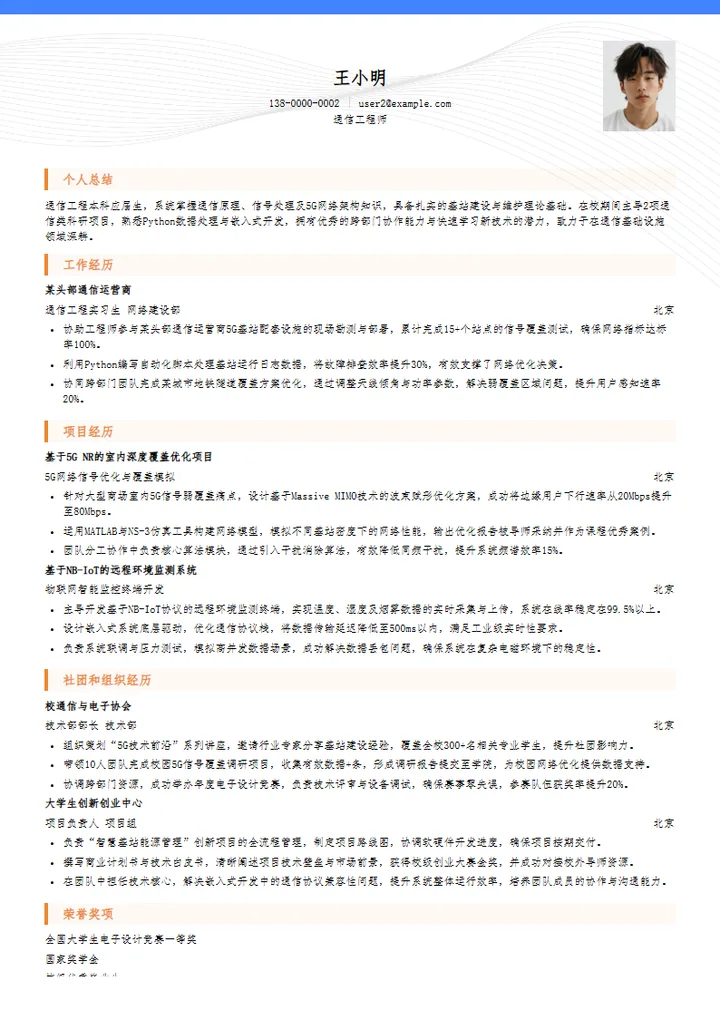 王小明
138-0000-0002 | user2@example.com
通信工程师
个人总结
通信工程本科应届生，系统掌握通信原理、信号处理及5G网络架构知识，具备扎实的基站建设与维护理论基础。在校期间主导2项通
信类科研项目，熟悉Python数据处理与嵌入式开发，拥有优秀的跨部门协作能力与快速学习新技术的潜力，致力于在通信基础设施
领域深耕。
工作经历
某头部通信运营商
通信工程实习生 网络建设部 北京
• 协助工程师参与某头部通信运营商5G基站配套设施的现场勘测与部署，累计完成15+个站点的信号覆盖测试，确保网络指标达标
率100%。
• 利用Python编写自动化脚本处理基站运行日志数据，将故障排查效率提升30%，有效支撑了网络优化决策。
• 协同跨部门团队完成某城市地铁隧道覆盖方案优化，通过调整天线倾角与功率参数，解决弱覆盖区域问题，提升用户感知速率
20%。
项目经历
基于5G NR的室内深度覆盖优化项目
5G网络信号优化与覆盖模拟 北京
• 针对大型商场室内5G信号弱覆盖痛点，设计基于Massive MIMO技术的波束赋形优化方案，成功将边缘用户下行速率从20Mbps提升
至80Mbps。
• 运用MATLAB与NS-3仿真工具构建网络模型，模拟不同基站密度下的网络性能，输出优化报告被导师采纳并作为课程优秀案例。
• 团队分工协作中负责核心算法模块，通过引入干扰消除算法，有效降低同频干扰，提升系统频谱效率15%。
基于NB-IoT的远程环境监测系统
物联网智能监控终端开发 北京
• 主导开发基于NB-IoT协议的远程环境监测终端，实现温度、湿度及烟雾数据的实时采集与上传，系统在线率稳定在99.5%以上。
• 设计嵌入式系统底层驱动，优化通信协议栈，将数据传输延迟降低至500ms以内，满足工业级实时性要求。
• 负责系统联调与压力测试，模拟高并发数据场景，成功解决数据丢包问题，确保系统在复杂电磁环境下的稳定性。
社团和组织经历
校通信与电子协会
技术部部长 技术部 北京
• 组织策划“5G技术前沿”系列讲座，邀请行业专家分享基站建设经验，覆盖全校300+名相关专业学生，提升社团影响力。
• 带领10人团队完成校园5G信号覆盖调研项目，收集有效数据+条，形成调研报告提交至学院，为校园网络优化提供数据支持。
• 协调跨部门资源，成功举办年度电子设计竞赛，负责技术评审与设备调试，确保赛事零失误，参赛队伍获奖率提升20%。
大学生创新创业中心
项目负责人 项目组 北京
• 负责“智慧基站能源管理”创新项目的全流程管理，制定项目路线图，协调软硬件开发进度，确保项目按期交付。
• 撰写商业计划书与技术白皮书，清晰阐述项目技术壁垒与市场前景，获得校级创业大赛金奖，并成功对接校外导师资源。
• 在团队中担任技术核心，解决嵌入式开发中的通信协议兼容性问题，提升系统整体运行效率，培养团队成员的协作与沟通能力。
荣誉奖项
全国大学生电子设计竞赛一等奖
国家奖学金